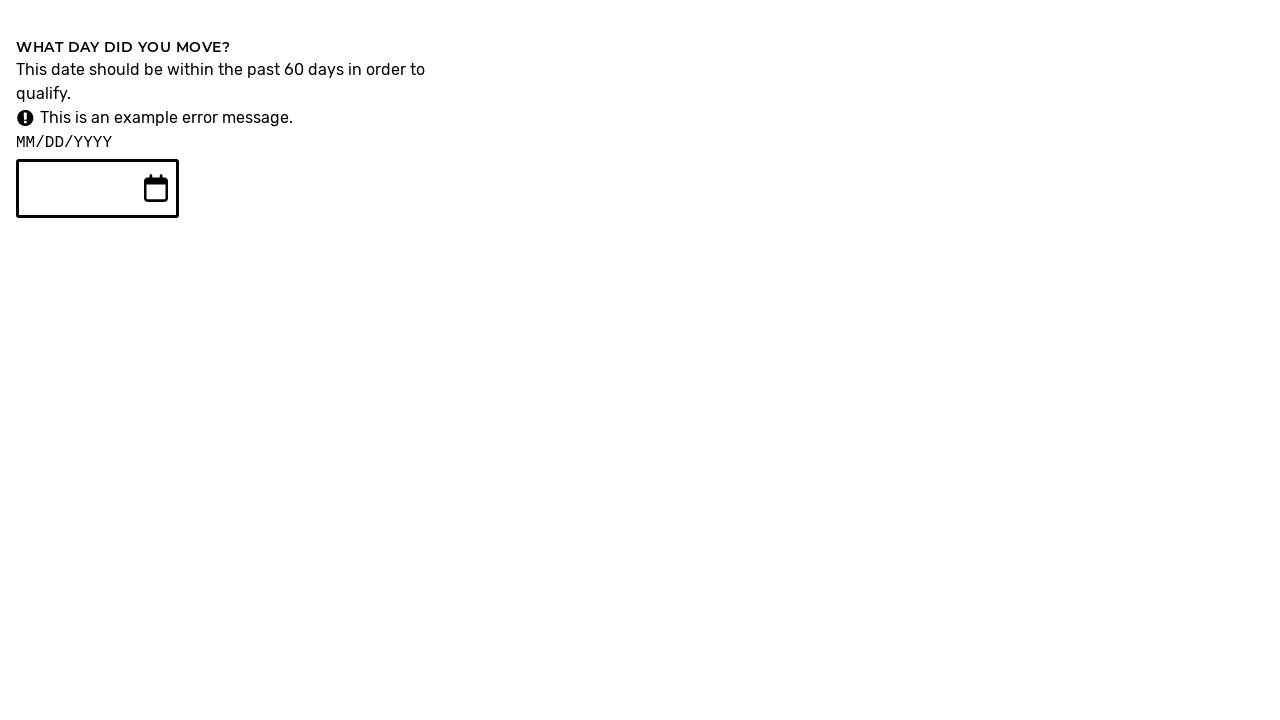 WHAT DAY DID YOU MOVE?
This date should be within the past 60 days in order to
qualify.
This is an example error message.
MM/DD/YYYY